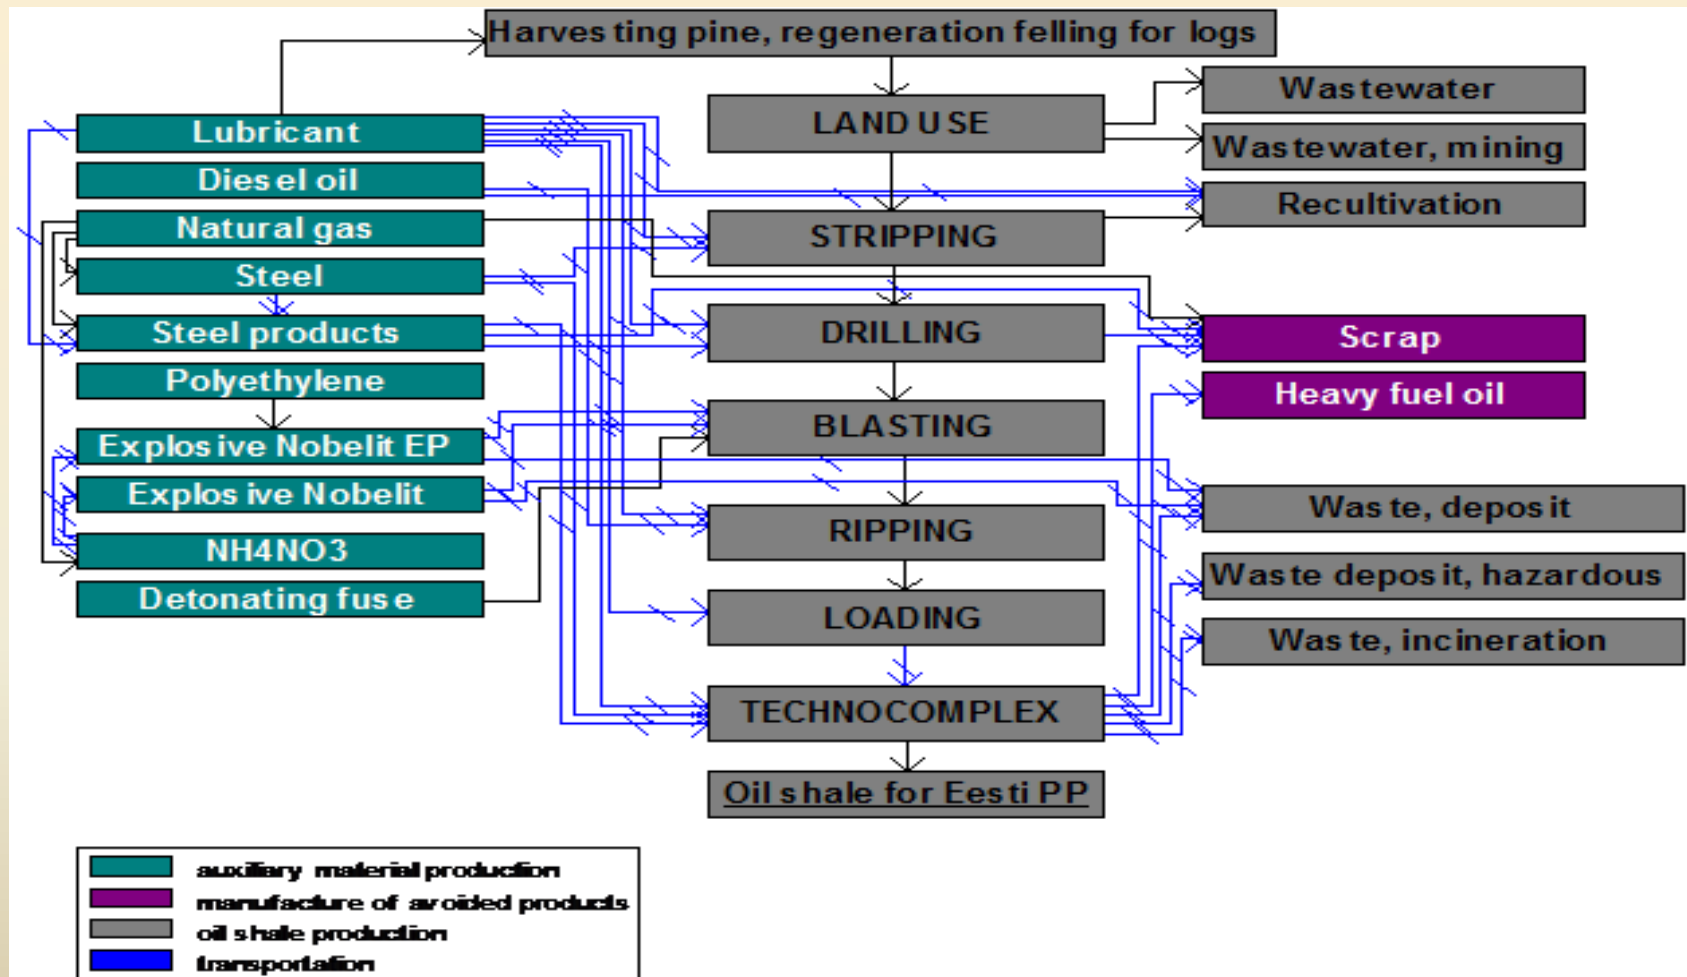 Harvesting pine, regeneration felling for logs
LAND USE
Wastewater
Wastewater, mining
Recultivation
Lubricant
Diesel oil
Natural gas
Steel
Steel products
Polyethylene
Explosive Nobelit EP
Explosive Nobelit
NH4NO3
Detonating fuse
STRIPPING
DRILLING
BLASTING
RIPPING
LOADING
TECHNOCOMPLEX
Oil shale for Eesti PP
Scrap
Heavy fuel oil
Waste, deposit
Waste deposit, hazardous
Waste, incineration
auxiliary material production
manufacture of avoided products
oil shale production
transportation